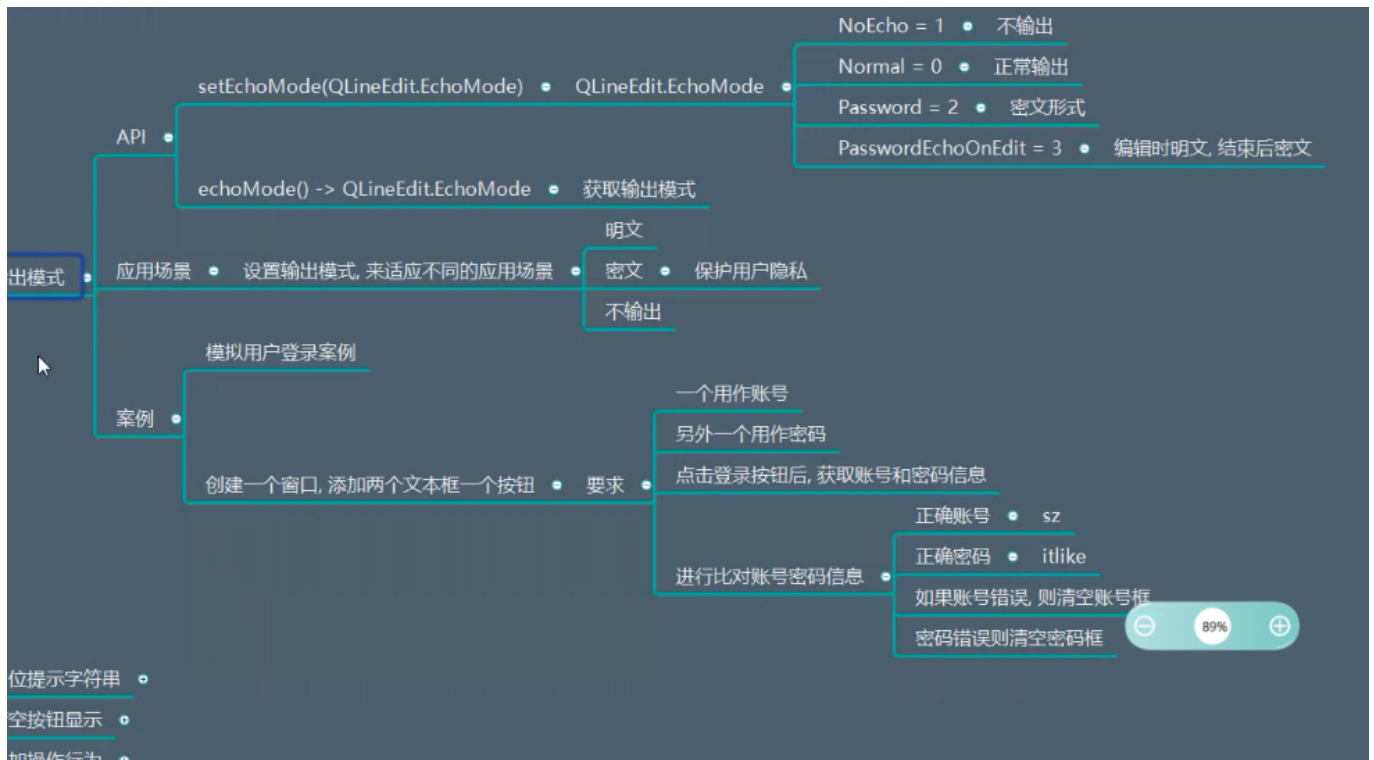 NoEcho = 1 不输出
Normal = 0 正常输出
setEchoMode(QLineEdit.EchoMode) QLineEdit.EchoMode
Password = 2 密文形式
API
PasswordEchoOnEdit = 3 编辑时明文, 结束后密文
echoMode() -> QLineEdit.EchoMode 获取输出模式
明文
出模式 应用场景 设置输出模式, 来适应不同的应用场景 密文 保护用户隐私
不输出
模拟用户登录案例
一个用作账号
案例
另外一个用作密码
点击登录按钮后, 获取账号和密码信息
创建一个窗口, 添加两个文本框一个按钮 要求
正确账号 sz
正确密码 itlike
进行比对账号密码信息
如果账号错误, 则清空账号框
89%
密码错误则清空密码框
位提示字符串
空按钮显示
加操作行为